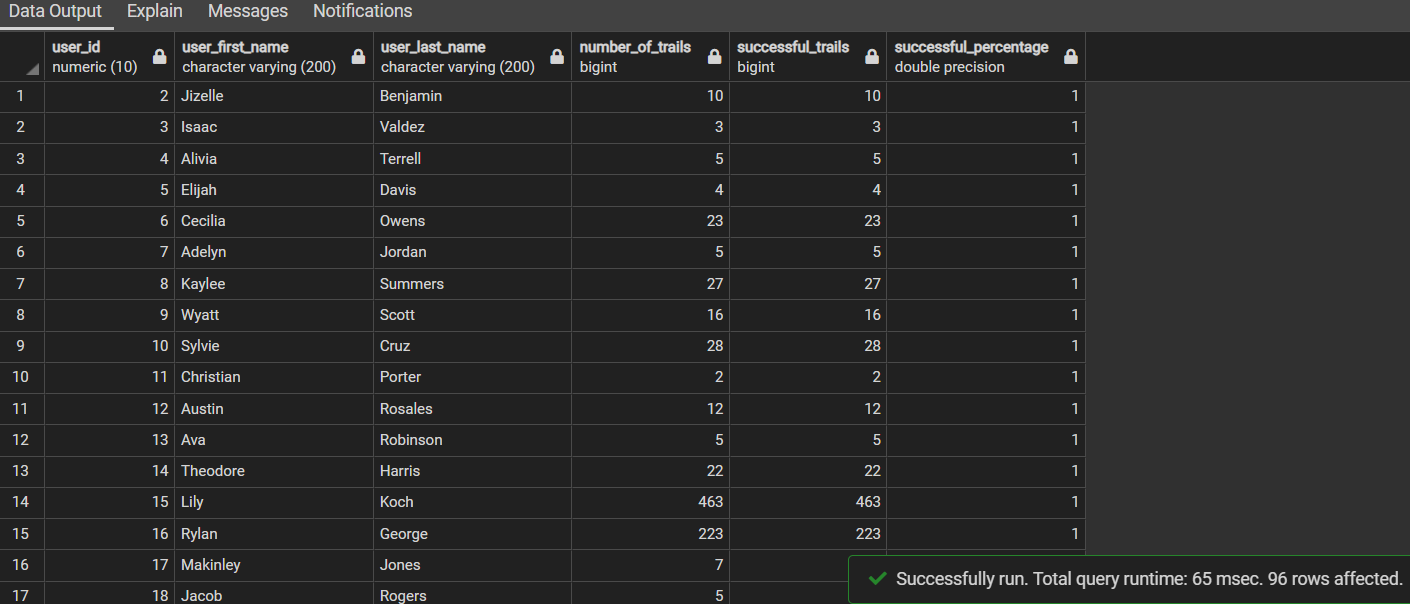 Data Output Explain Messages Notifications
user_id user_first_name user_last_name number_of_trails successful_trails successful_percentage
numeric (10) character varying (200) character varying (200) bigint bigint double precision
1 2 Jizelle Benjamin 10 10 1
2 3 Isaac Valdez 3 3 1
3 4 Alivia Terrell 5 5 1
4 5 Elijah Davis 4 4 1
5 6 Cecilia Owens 23 23 1
6 7 Adelyn Jordan 5 5 1
7 8 Kaylee Summers 27 27 1
8 9 Wyatt Scott 16 16 1
9 10 Sylvie Cruz 28 28 1
10 11 Christian Porter 2 2 1
11 12 Austin Rosales 12 12 1
12 13 Ava Robinson 5 5 1
13 14 Theodore Harris 22 22 1
14 15 Lily Koch 463 463 1
15 16 Rylan George 223 223 1
16 17 Makinley Jones 7
17 18 Jacob Rogers 5
Successfully run. Total query runtime: 65 msec. 96 rows affected.